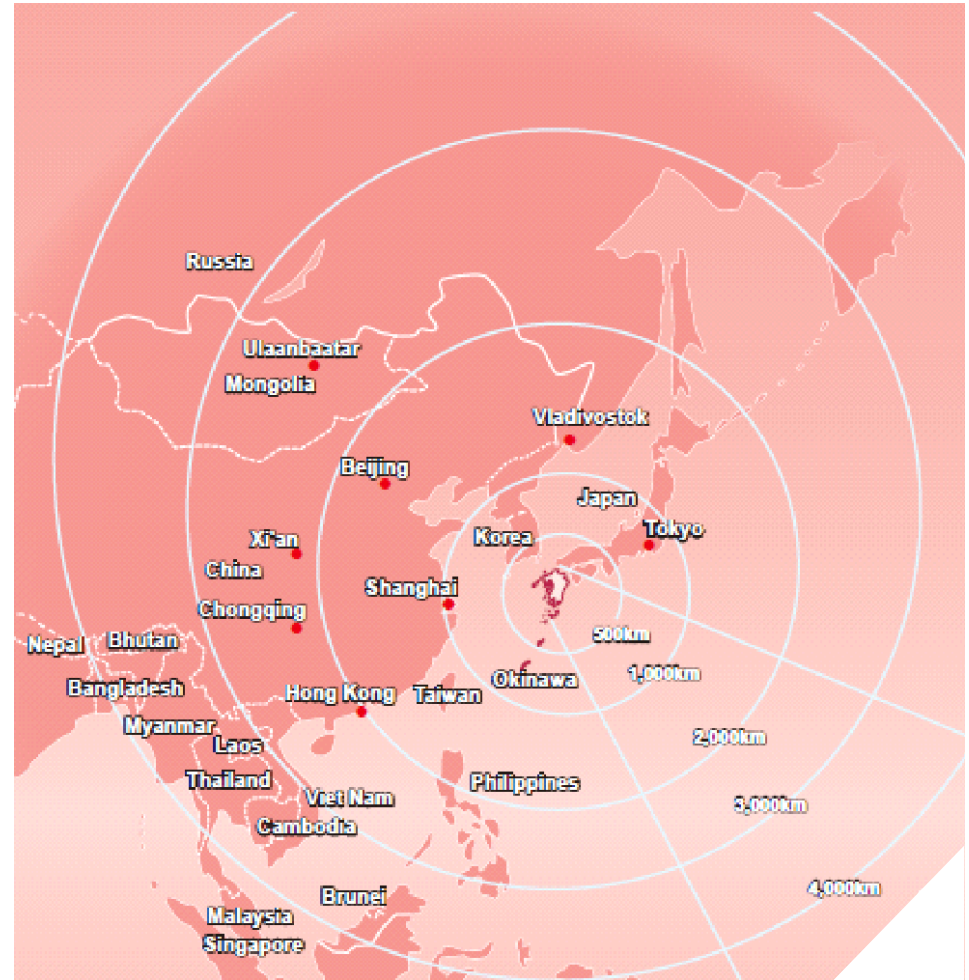 Russia
Ulaanbaatar
Mongolia
Vladivostok
Beijing
Japan
Tokyo
Korea
Xi'an
China
Shanghai
Chongqing
500km
Nepal
Bhutan
1,000km
Okinawa
Bangladesh
Hong Kong
Taiwan
Myanmar
2,000km
Laos
Thailand
Philippines
Viet Nam
3,000km
Cambodia
4,000km
Brunei
Malaysia
Singapore